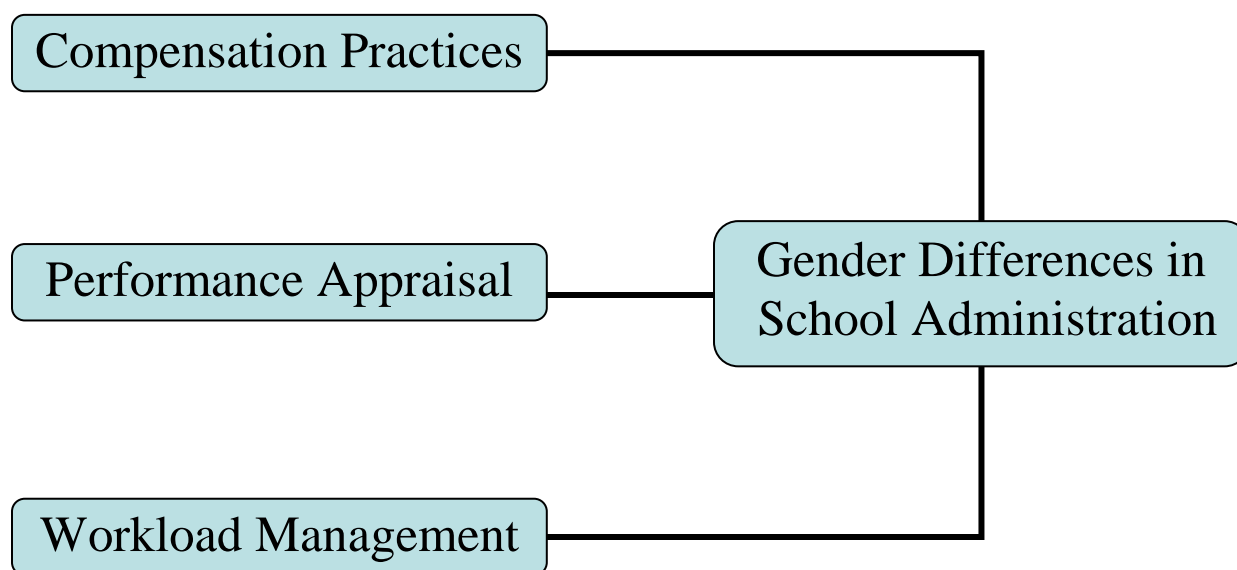 Compensation Practices
Performance Appraisal
Gender Differences in
School Administration
Workload Management